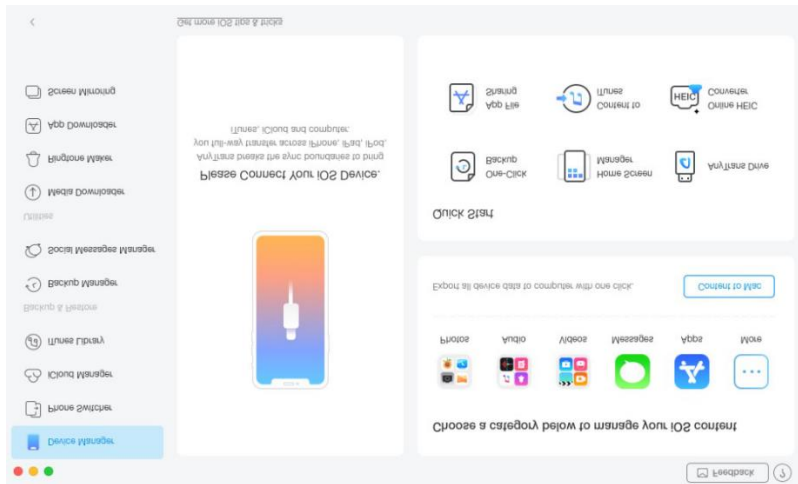 Feedback
?
Device Manager
Phone Switcher
iCloud Manager
iTunes Library
Backup & Restore
Backup Manager
Social Messages Manager
Utilities
Media Downloader
Ringtone Maker
App Downloader
Screen Mirroring
Please Connect Your iOS Device.
AnyTrans breaks the sync boundaries to bring
you full-way transfer across iPhone, iPad, iPod,
iTunes, iCloud and computer.
Get more iOS tips & tricks
Choose a category below to manage your iOS content
Photos
Audio
Videos
Messages
Apps
More
Export all device data to computer with one click.
Content to Mac
Quick Start
One-Click
Backup
Home Screen
Manager
AnyTrans Drive
App File
Sharing
Content to
iTunes
HEIC
Online HEIC
Converter